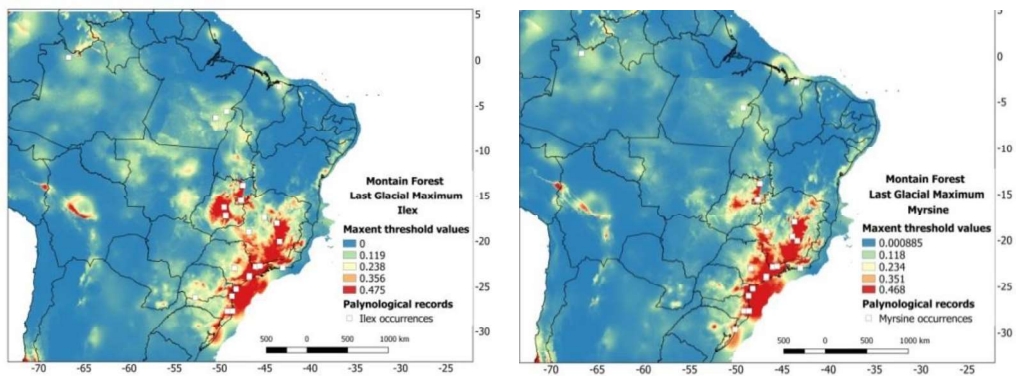 5
0
-5
-10
-15
-20
-25
-30
Montain Forest
Last Glacial Maximum
Ilex
Maxent threshold values
0
0.119
0.238
0.356
0.475
Palynological records
Ilex occurrences
500 0 500 1000 km
-70 -65 -60 -55 -50 -45 -40 -35 -30 -25
5
0
-5
-10
-15
-20
-25
-30
Montain Forest
Last Glacial Maximum
Myrsine
Maxent threshold values
0.000885
0.118
0.234
0.351
0.468
Palynological records
Myrsine occurrences
500 0 500 1000 km
-70 -65 -60 -55 -50 -45 -40 -35 -30 -25